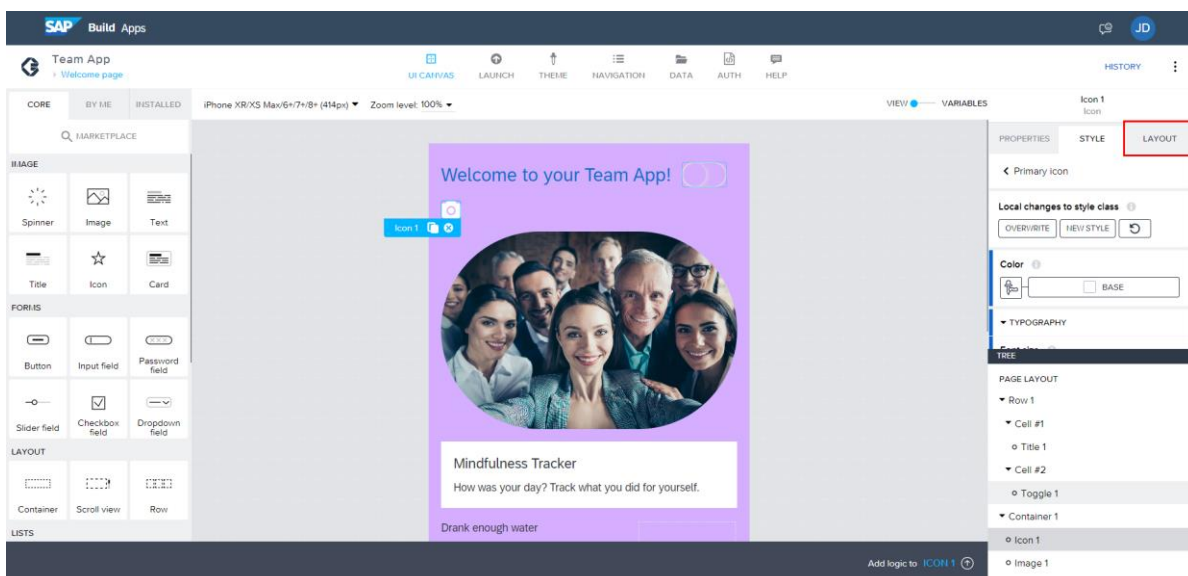 SAP Build Apps
JD
Team App
Welcome page
UI CANVAS LAUNCH THEME NAVIGATION DATA AUTH HELP
HISTORY
CORE BY ME INSTALLED
iPhone XR/XS Max/6+/7+/8+ (414px) Zoom level: 100%
VIEW VARIABLES
Icon 1
Icon
MARKETPLACE
PROPERTIES STYLE LAYOUT
IMAGE
Spinner Image Text
Title Icon Card
FORMS
Button Input field Password field
Slider field Checkbox field Dropdown field
LAYOUT
Container Scroll view Row
LISTS
Welcome to your Team App!
Icon 1
Mindfulness Tracker
How was your day? Track what you did for yourself.
Drank enough water
Primary icon
Local changes to style class
OVERWRITE NEW STYLE
Color
BASE
TYPOGRAPHY
Font size
TREE
PAGE LAYOUT
Row 1
Cell #1
Title 1
Cell #2
Toggle 1
Container 1
Icon 1
Image 1
Add logic to ICON 1